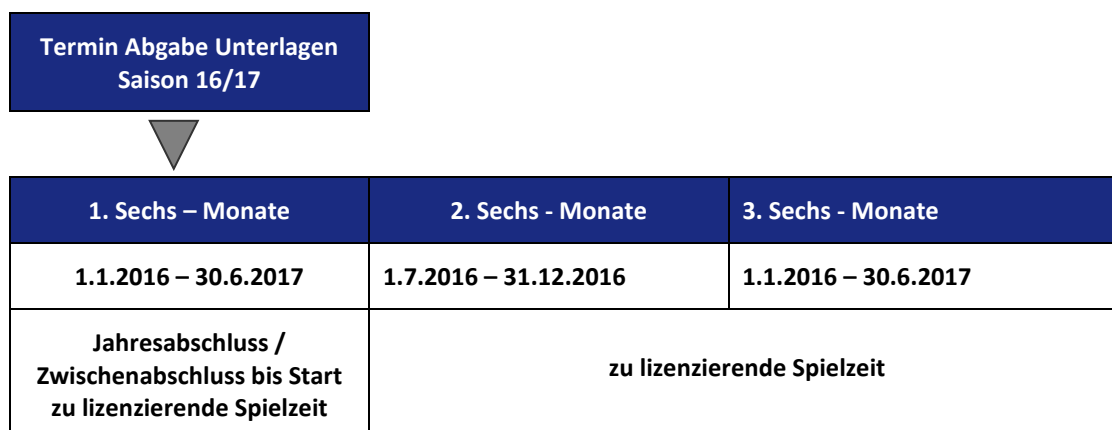 Termin Abgabe Unterlagen
Saison 16/17
1. Sechs – Monate
2. Sechs - Monate
3. Sechs - Monate
1.1.2016 – 30.6.2017
1.7.2016 – 31.12.2016
1.1.2016 – 30.6.2017
Jahresabschluss /
Zwischenabschluss bis Start
zu lizenzierende Spielzeit
zu lizenzierende Spielzeit